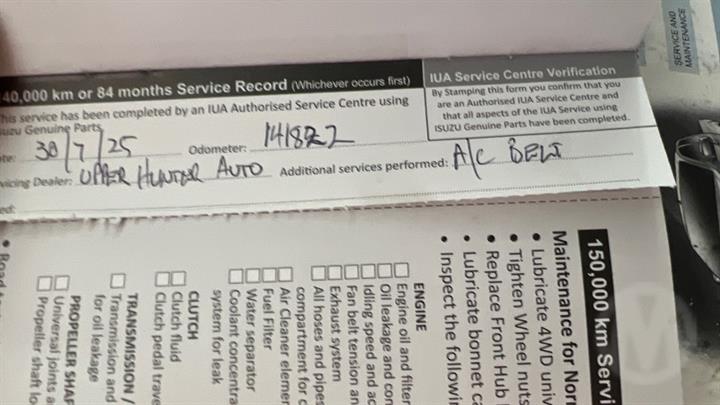 SERVICE AND
MAINTENANCE
40,000 km or 84 months Service Record (Whichever occurs first)
This service has been completed by an IUA Authorised Service Centre using
Isuzu Genuine Parts
30/7/25 Odometer: 141822
Servicing Dealer: UPPER HUNTER AUTO Additional services performed: A/C BELT
IUA Service Centre Verification
By Stamping this form you confirm that you
are an Authorised IUA Service Centre and
that all aspects of the IUA Service using
ISUZU Genuine Parts have been completed.
150,000 km Servi
Maintenance for Nor
• Lubricate 4WD univ
• Tighten Wheel nuts
• Replace Front Hub
• Lubricate bonnet ca
• Inspect the followi
ENGINE
Engine oil and filter
Oil leakage and con
Idling speed and ac
Fan belt tension an
Exhaust system
All hoses and pipes
compartment for c
Air Cleaner elemen
Fuel Filter
Water separator
Coolant concentra
system for leak
CLUTCH
Clutch fluid
Clutch pedal trave
TRANSMISSION /
Transmission and
for oil leakage
PROPELLER SHAF
Universal joints a
Propeller shaft lo